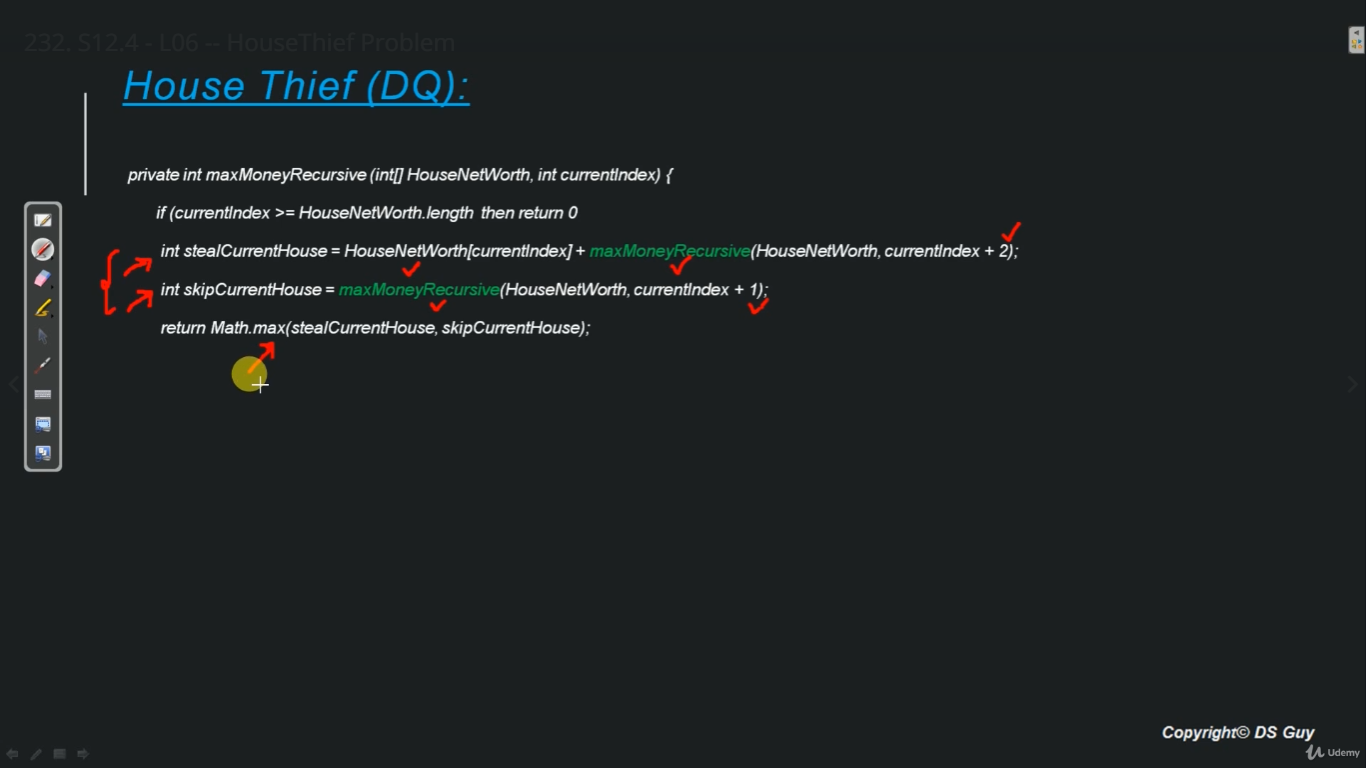 232. S12,4 - L06 -- HouseThief Problem
House Thief (DQ):
private int maxMoneyRecursive (int[] HouseNetWorth, int currentIndex) {
if (currentIndex >= HouseNetWorth.length then return 0
int stealCurrentHouse = HouseNetWorth[currentIndex] + maxMoneyRecursive(HouseNetWorth, currentIndex + 2);
int skipCurrentHouse = maxMoneyRecursive(HouseNetWorth, currentIndex + 1);
return Math.max(stealCurrentHouse, skipCurrentHouse);
Copyright© DS Guy
Udemy